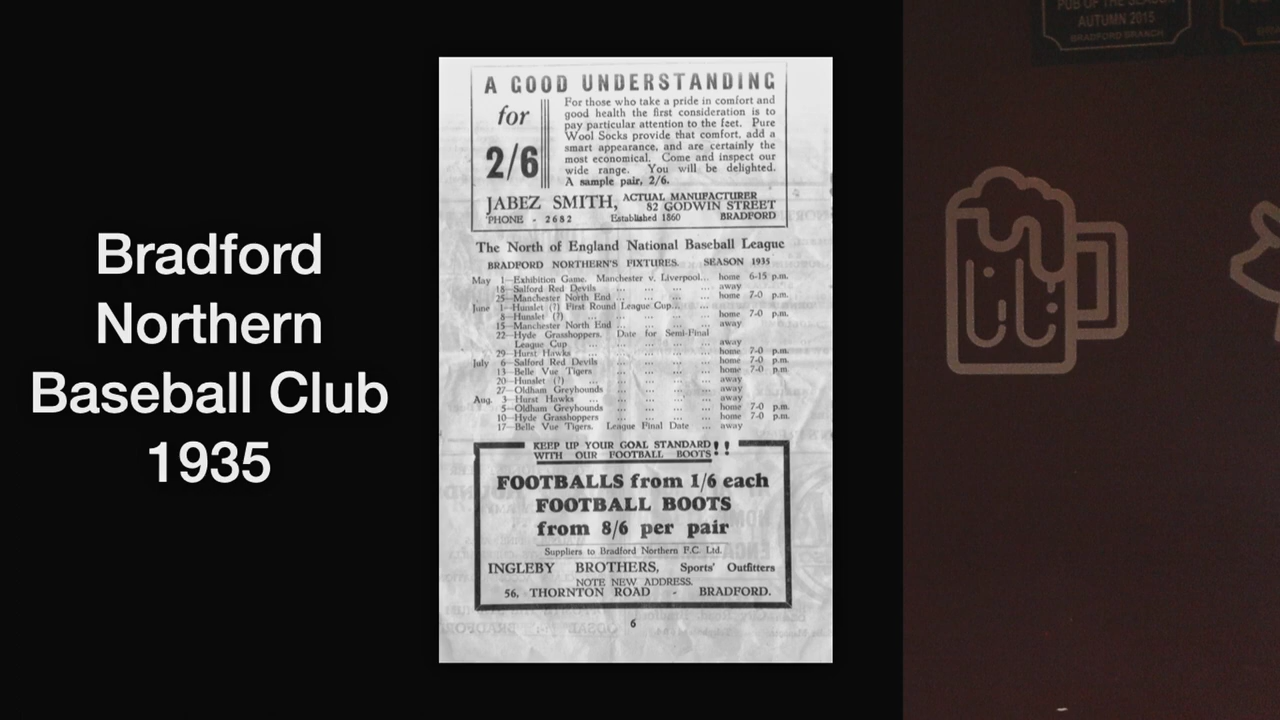 Bradford
Northern
Baseball Club
1935
A GOOD UNDERSTANDING
for
2/6
For those who take a pride in comfort and
good health the first consideration is to
pay particular attention to the feet. Pure
Wool Socks provide that comfort, add a
smart appearance, and are certainly the
most economical. Come and inspect our
wide range. You will be delighted.
A sample pair, 2/6.
JABEZ SMITH, ACTUAL MANUFACTURER
82 GODWIN STREET
'PHONE - 2682 Established 1860 BRADFORD
The North of England National Baseball League
BRADFORD NORTHERN'S FIXTURES. SEASON 1935
May 1—Exhibition Game. Manchester v. Liverpool... home 6-15 p.m.
18—Salford Red Devils ... ... ... ... away
25—Manchester North End ... ... ... ... home 7-0 p.m.
June 1—Hunslet (?) First Round League Cup... ...
8—Hunslet (?) ... ... ... ... home 7-0 p.m.
15—Manchester North End ... ... ... ... away
22—Hyde Grasshoppers. Date for Semi-Final
League Cup ... ... ... ... away
29—Hurst Hawks ... ... ... ... home 7-0 p.m.
July 6—Salford Red Devils ... ... ... ... home 7-0 p.m.
13—Belle Vue Tigers ... ... ... ... home 7-0 p.m.
20—Hunslet (?) ... ... ... ... away
27—Oldham Greyhounds ... ... ... ... away
Aug. 3—Hurst Hawks ... ... ... ... away
5—Oldham Greyhounds ... ... ... ... home 7-0 p.m.
10—Hyde Grasshoppers ... ... ... ... home 7-0 p.m.
17—Belle Vue Tigers. League Final Date ... away
KEEP UP YOUR GOAL STANDARD
WITH OUR FOOTBALL BOOTS!!
FOOTBALLS from 1/6 each
FOOTBALL BOOTS
from 8/6 per pair
Suppliers to Bradford Northern F.C. Ltd.
INGLEBY BROTHERS, Sports' Outfitters
NOTE NEW ADDRESS.
56, THORNTON ROAD - BRADFORD.
6
PUB OF THE SEASON
AUTUMN 2015
BRADFORD BRANCH